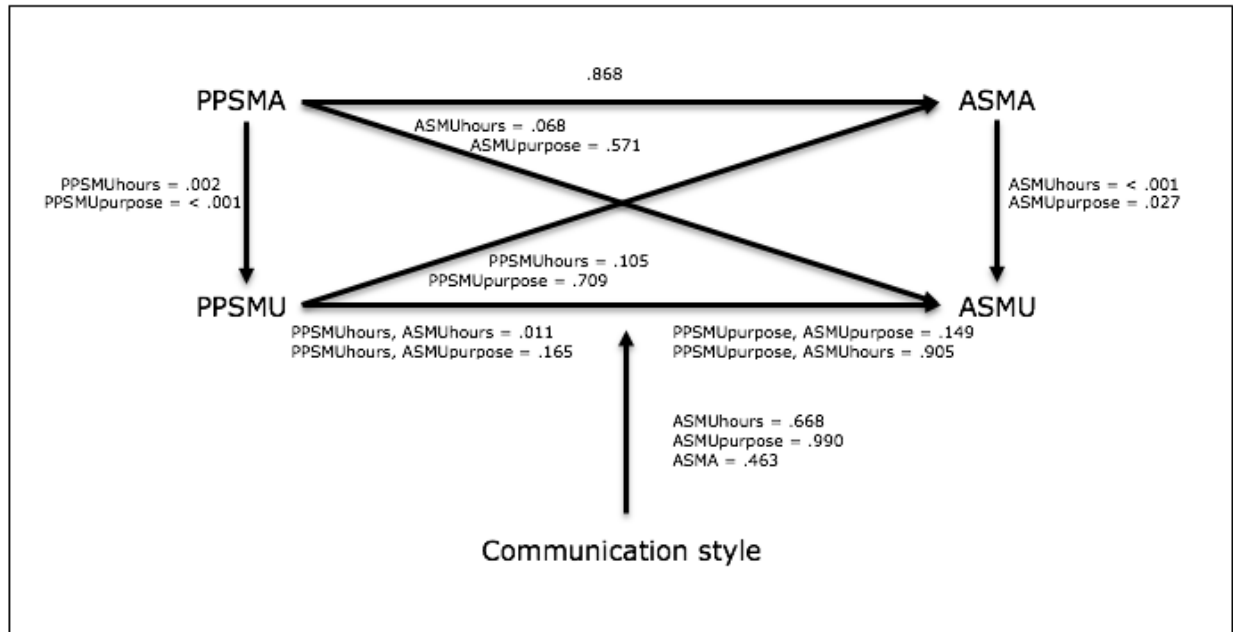 .868
PPSMA
ASMA
ASMUhours = .068
ASMUpurpose = .571
PPSMUhours = .002
PPSMUpurpose = < .001
ASMUhours = < .001
ASMUpurpose = .027
PPSMUhours = .105
PPSMUpurpose = .709
PPSMU
ASMU
PPSMUhours, ASMUhours = .011
PPSMUhours, ASMUpurpose = .165
PPSMUpurpose, ASMUpurpose = .149
PPSMUpurpose, ASMUhours = .905
ASMUhours = .668
ASMUpurpose = .990
ASMA = .463
Communication style